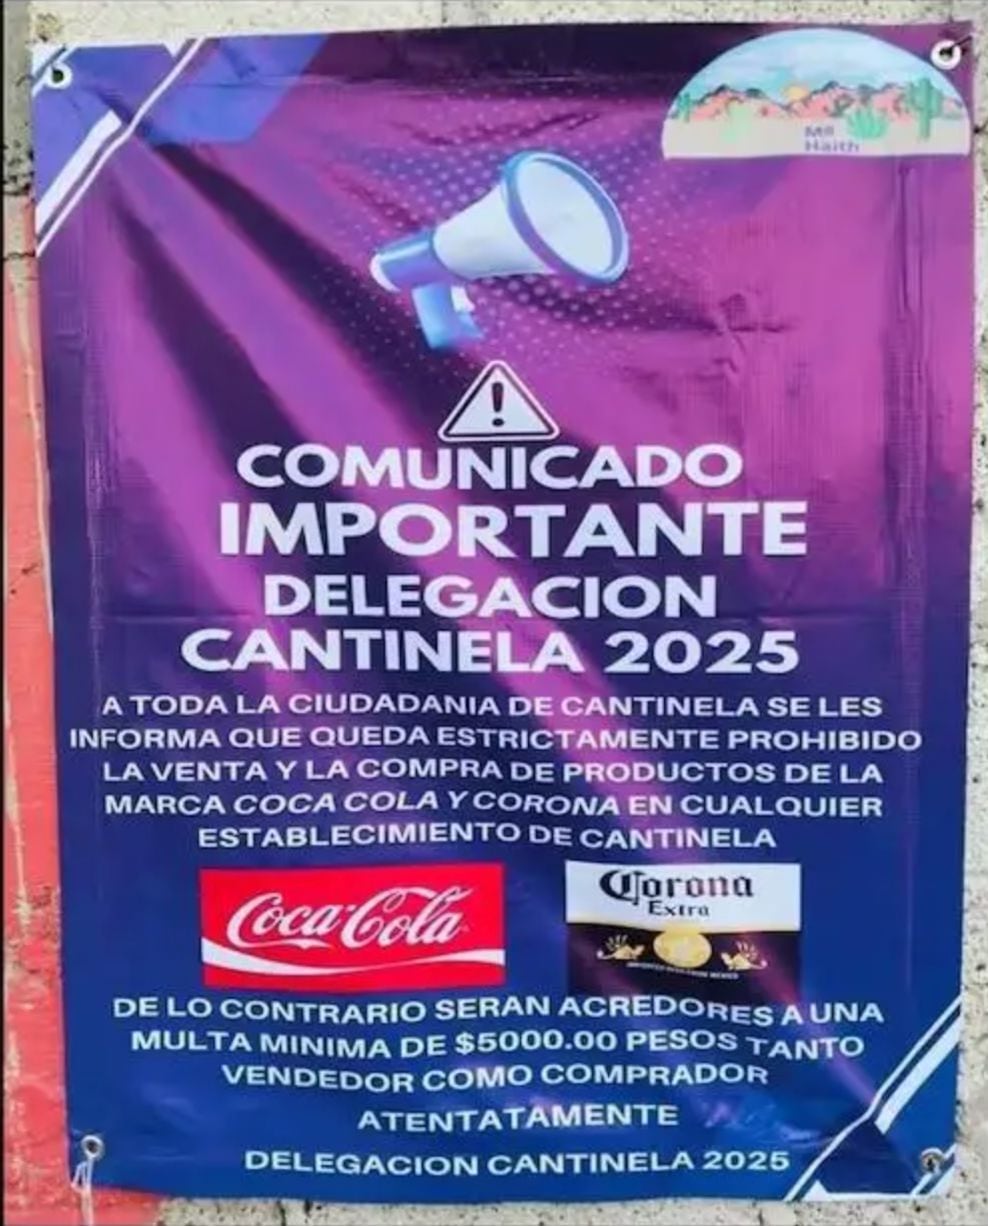 Mll
Haith
COMUNICADO
IMPORTANTE
DELEGACION
CANTINELA 2025
A TODA LA CIUDADANIA DE CANTINELA SE LES
INFORMA QUE QUEDA ESTRICTAMENTE PROHIBIDO
LA VENTA Y LA COMPRA DE PRODUCTOS DE LA
MARCA COCA COLA Y CORONA EN CUALQUIER
ESTABLECIMIENTO DE CANTINELA
Coca-Cola
Corona
Extra
DE LO CONTRARIO SERAN ACREDORES A UNA
MULTA MINIMA DE $5000.00 PESOS TANTO
VENDEDOR COMO COMPRADOR
ATENTATAMENTE
DELEGACION CANTINELA 2025